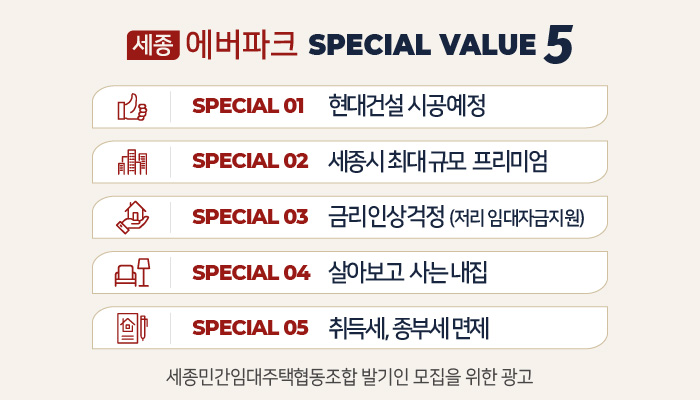 세종 에버파크 SPECIAL VALUE 5
SPECIAL 01 현대건설 시공예정
SPECIAL 02 세종시 최대 규모 프리미엄
SPECIAL 03 금리인상걱정 (저리 임대자금지원)
SPECIAL 04 살아보고 사는 내집
SPECIAL 05 취득세, 종부세 면제
세종민간임대주택협동조합 발기인 모집을 위한 광고